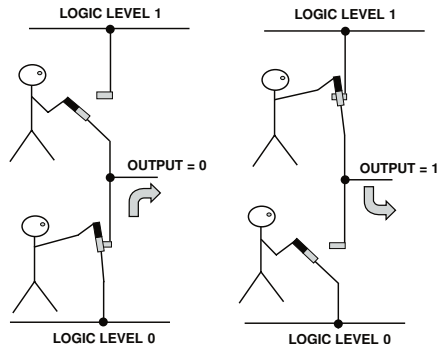 LOGIC LEVEL 1
OUTPUT = 0
LOGIC LEVEL 0
LOGIC LEVEL 1
OUTPUT = 1
LOGIC LEVEL 0